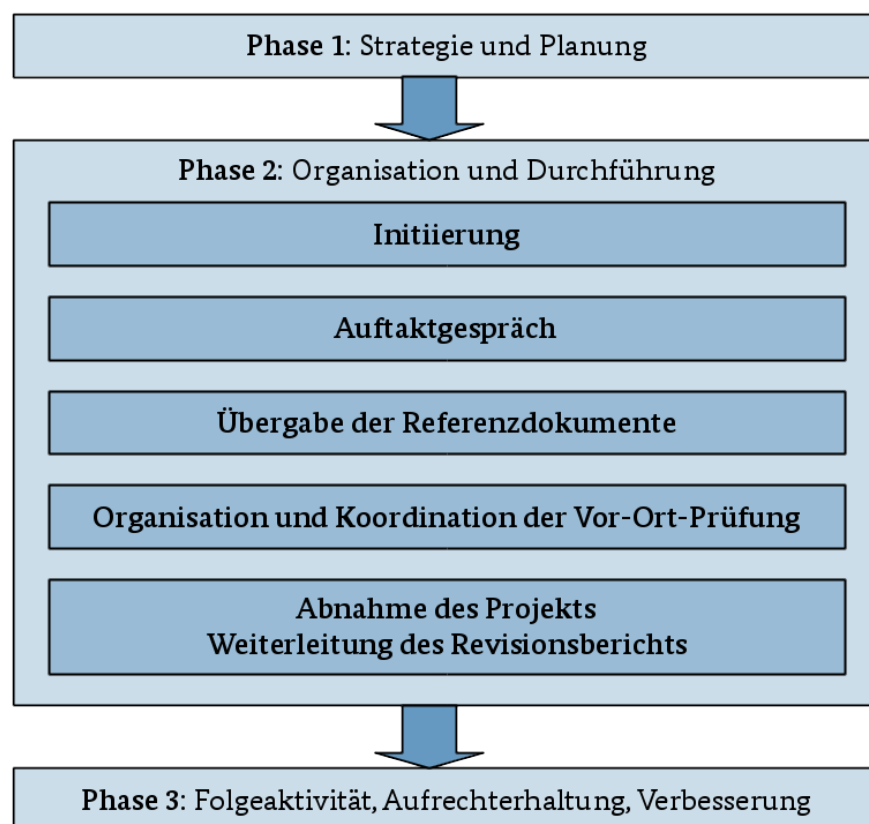 Phase 1: Strategie und Planung
Phase 2: Organisation und Durchführung
Initiierung
Auftaktgespräch
Übergabe der Referenzdokumente
Organisation und Koordination der Vor-Ort-Prüfung
Abnahme des Projekts
Weiterleitung des Revisionsberichts
Phase 3: Folgeaktivität, Aufrechterhaltung, Verbesserung